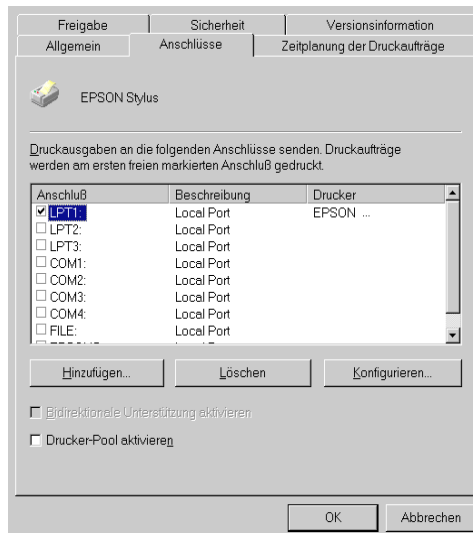 Freigabe Sicherheit Versionsinformation
Allgemein Anschlüsse Zeitplanung der Druckaufträge
EPSON Stylus
Druckausgaben an die folgenden Anschlüsse senden. Druckaufträge
werden am ersten freien markierten Anschluß gedruckt.
Anschluß Beschreibung Drucker
LPT1: Local Port EPSON ...
LPT2: Local Port
LPT3: Local Port
COM1: Local Port
COM2: Local Port
COM3: Local Port
COM4: Local Port
FILE: Local Port
Hinzufügen... Löschen Konfigurieren...
Bidirektionale Unterstützung aktivieren
Drucker-Pool aktivieren
OK Abbrechen